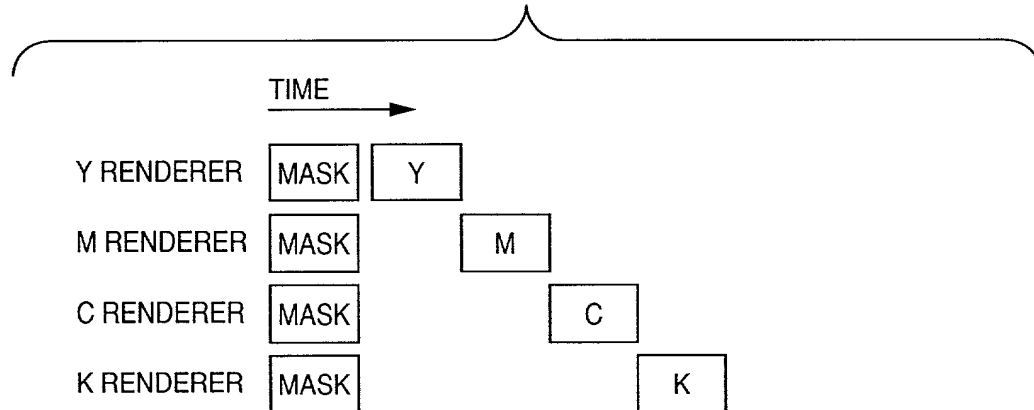 TIME
Y RENDERER MASK Y
M RENDERER MASK M
C RENDERER MASK C
K RENDERER MASK K